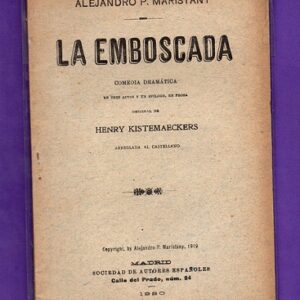 ALEJANDRO P. MARISTANY
LA EMBOSCADA
COMEDIA DRAMÁTICA
EN TRES ACTOS Y UN EPÍLOGO, EN PROSA
ORIGINAL DE
HENRY KISTEMAECKERS
ARREGLADA AL CASTELLANO
Copyright, by Alejandro P. Maristany, 1919
MADRID
SOCIEDAD DE AUTORES ESPAÑOLES
Calle del Prado, núm. 24
1920